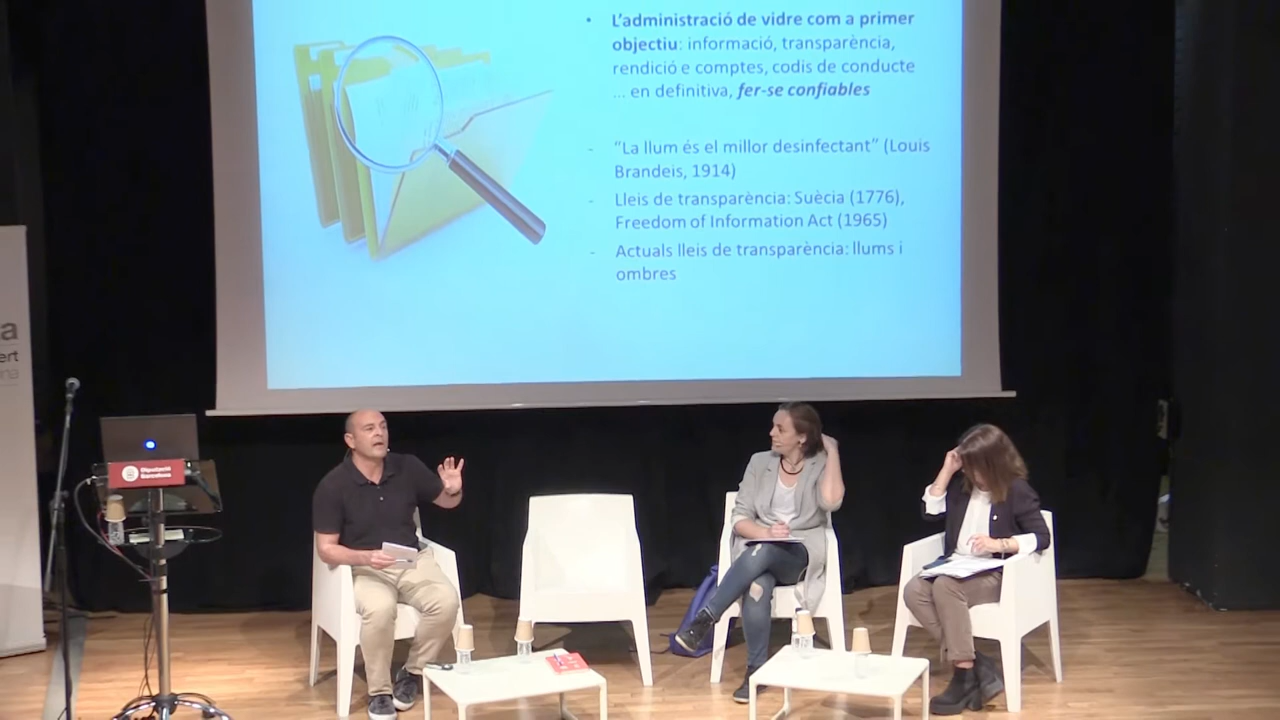 • L'administració de vidre com a primer
objectiu: informació, transparència,
rendició e comptes, codis de conducte
... en definitiva, fer-se confiables
- "La llum és el millor desinfectant" (Louis
Brandeis, 1914)
- Lleis de transparència: Suècia (1776),
Freedom of Information Act (1965)
- Actuals lleis de transparència: llums i
ombres
a
ert
na
Diputació
Barcelona